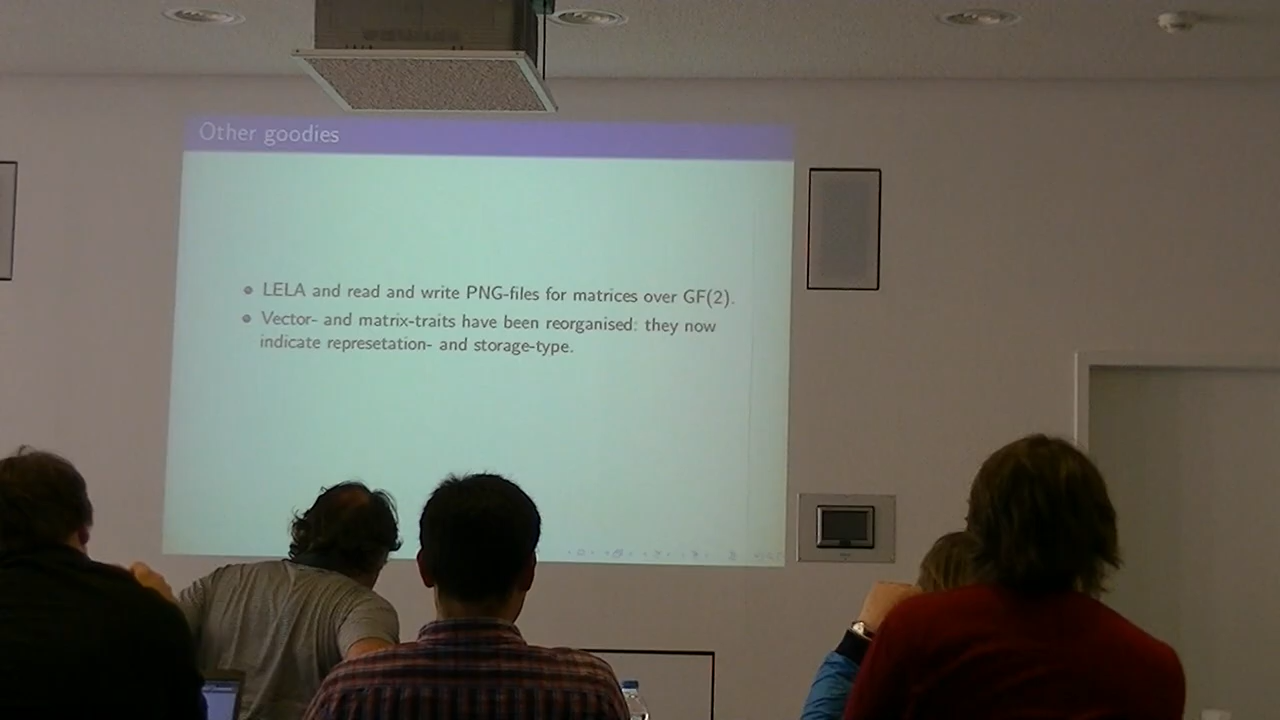 Other goodies
LELA and read and write PNG-files for matrices over GF(2).
Vector- and matrix-traits have been reorganised: they now
indicate represetation- and storage-type.